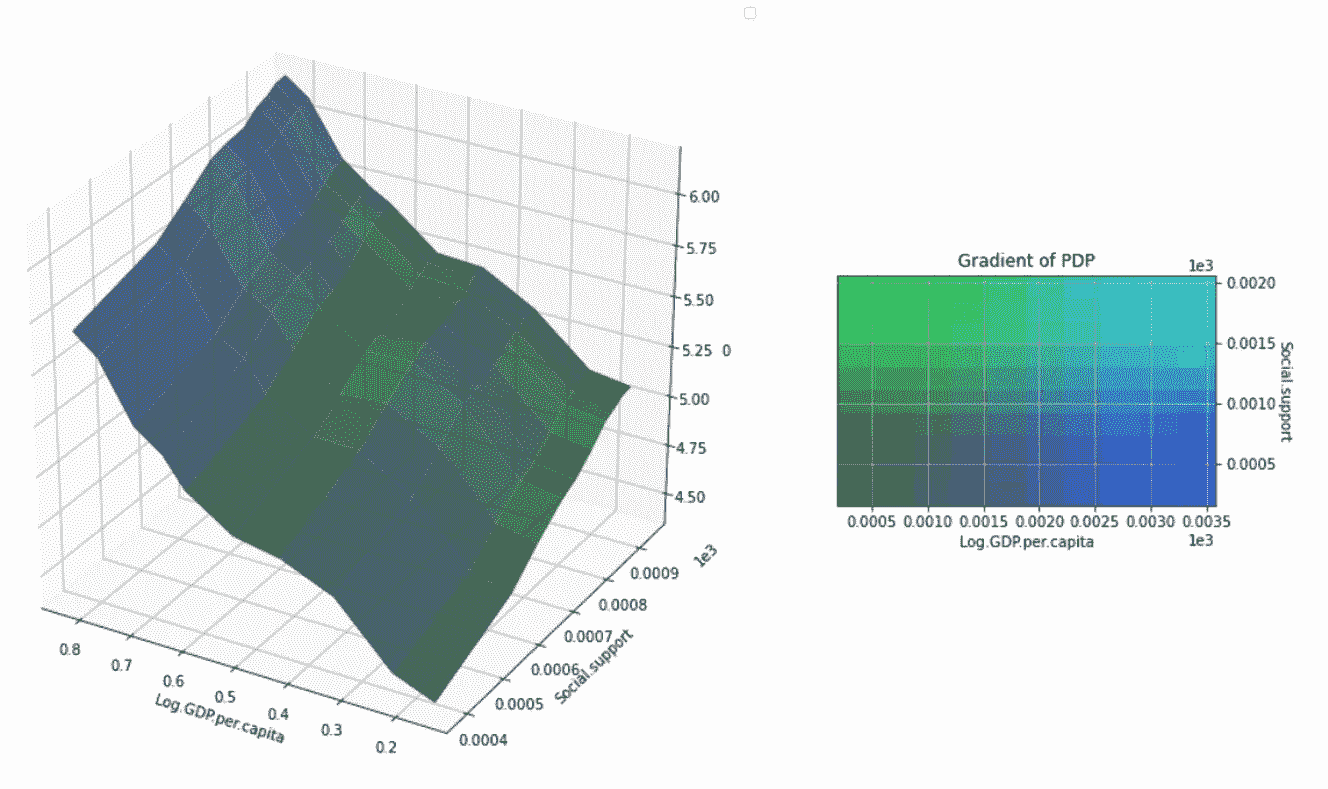 6.00
5.75
5.50
5.25 0
5.00
4.75
4.50
1e3
0.0009
0.0008
0.0007
0.0006
0.0005
0.0004
Social.support
0.8
0.7
0.6
0.5
0.4
0.3
0.2
Log.GDP.per.capita
Gradient of PDP
1e3
0.0020
0.0015
0.0010
0.0005
Social.support
0.0005 0.0010 0.0015 0.0020 0.0025 0.0030 0.0035
Log.GDP.per.capita
1e3